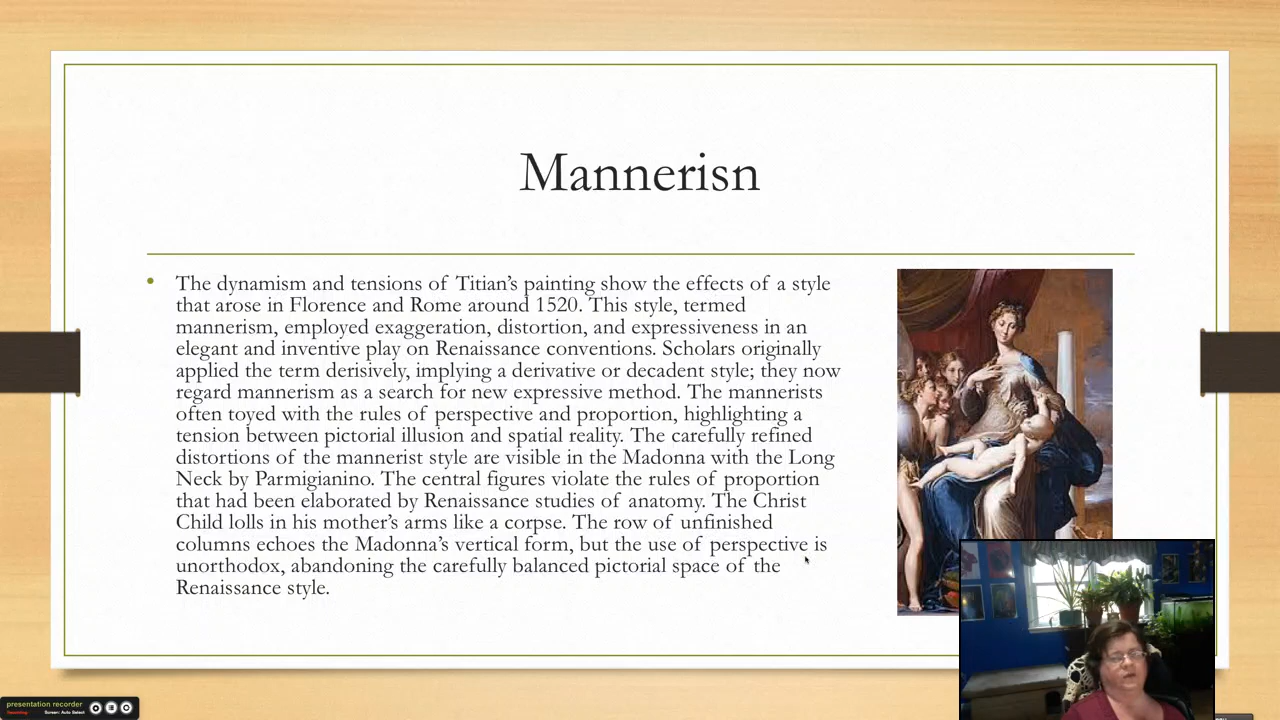 Mannerisn
The dynamism and tensions of Titian’s painting show the effects of a style
that arose in Florence and Rome around 1520. This style, termed
mannerism, employed exaggeration, distortion, and expressiveness in an
elegant and inventive play on Renaissance conventions. Scholars originally
applied the term derisively, implying a derivative or decadent style; they now
regard mannerism as a search for new expressive method. The mannerists
often toyed with the rules of perspective and proportion, highlighting a
tension between pictorial illusion and spatial reality. The carefully refined
distortions of the mannerist style are visible in the Madonna with the Long
Neck by Parmigianino. The central figures violate the rules of proportion
that had been elaborated by Renaissance studies of anatomy. The Christ
Child lolls in his mother’s arms like a corpse. The row of unfinished
columns echoes the Madonna’s vertical form, but the use of perspective is
unorthodox, abandoning the carefully balanced pictorial space of the
Renaissance style.
presentation recorder
Screen: Auto Select